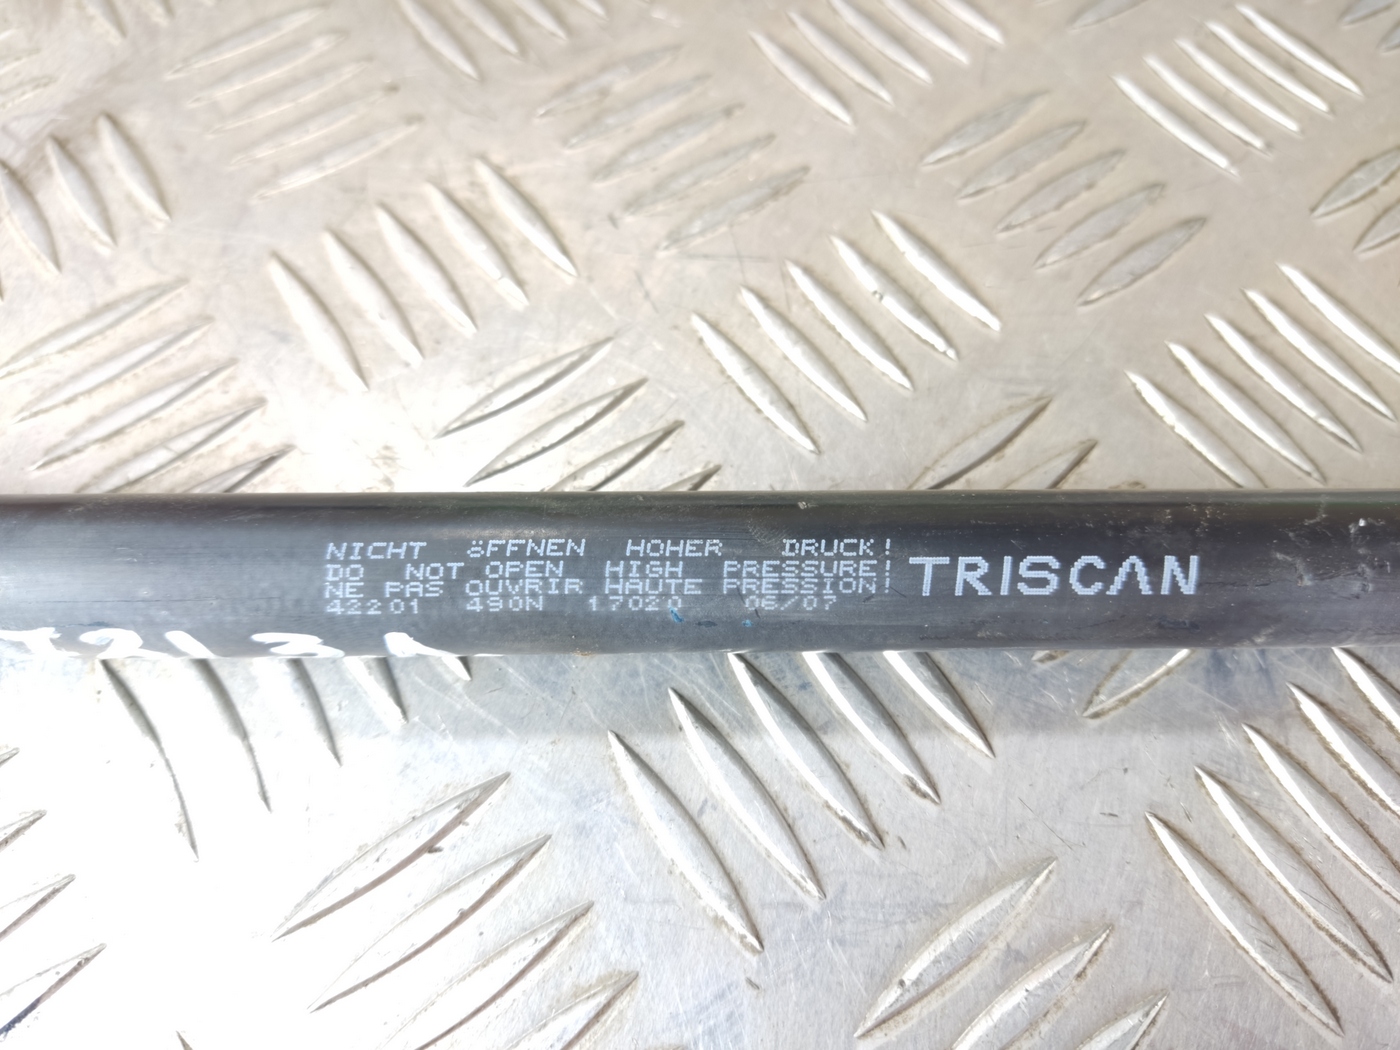 NICHT öFFNEN HOHER DRUCK!
DO NOT OPEN HIGH PRESSURE!
NE PAS OUVRIR HAUTE PRESSION!
42201 490N 06/07
TRISCAN